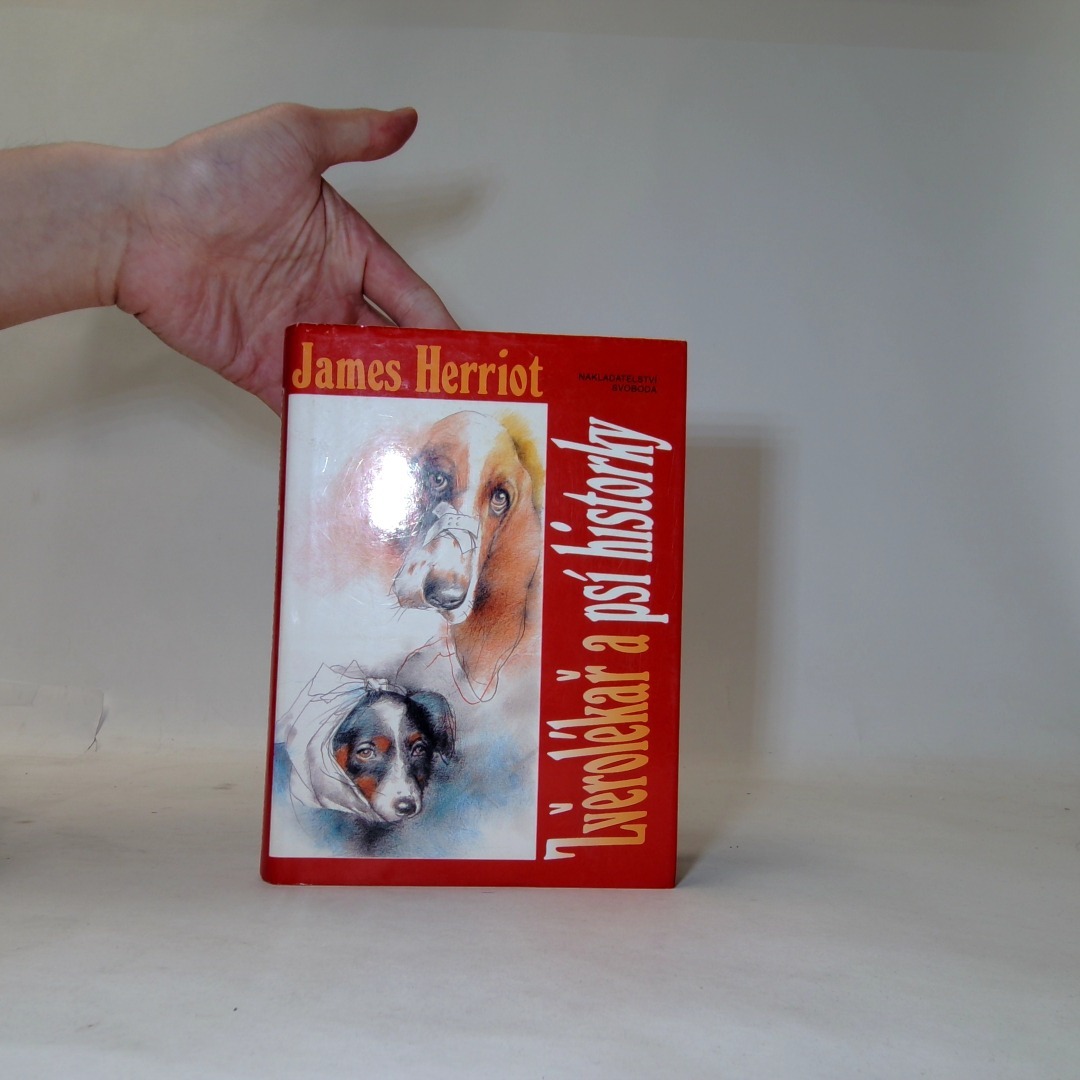 James Herriot
NAKLADATELSTVÍ
SVOBODA
Zvěrolékař a psí historky